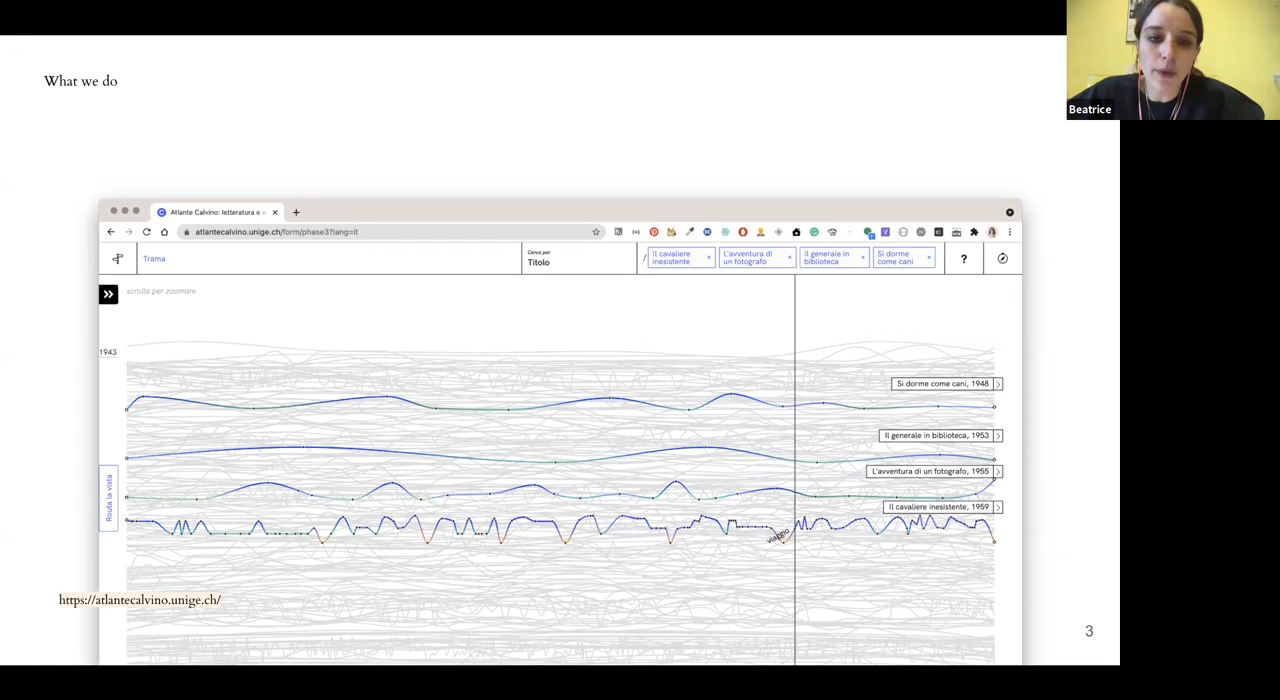 What we do
Beatrice
Atlante Calvino: letteratura e v
atlantecalvino.unige.ch/form/phase3?lang=it
Trama
Cerca per
Titolo
/
Il cavaliere
inesistente ×
L'avventura di
un fotografo ×
Il generale in
biblioteca ×
Si dorme
come cani ×
?
scrolla per zoomare
1943
Si dorme come cani, 1948
Il generale in biblioteca, 1953
L'avventura di un fotografo, 1955
Il cavaliere inesistente, 1959
viaggio
Ruota la vista
https://atlantecalvino.unige.ch/
3